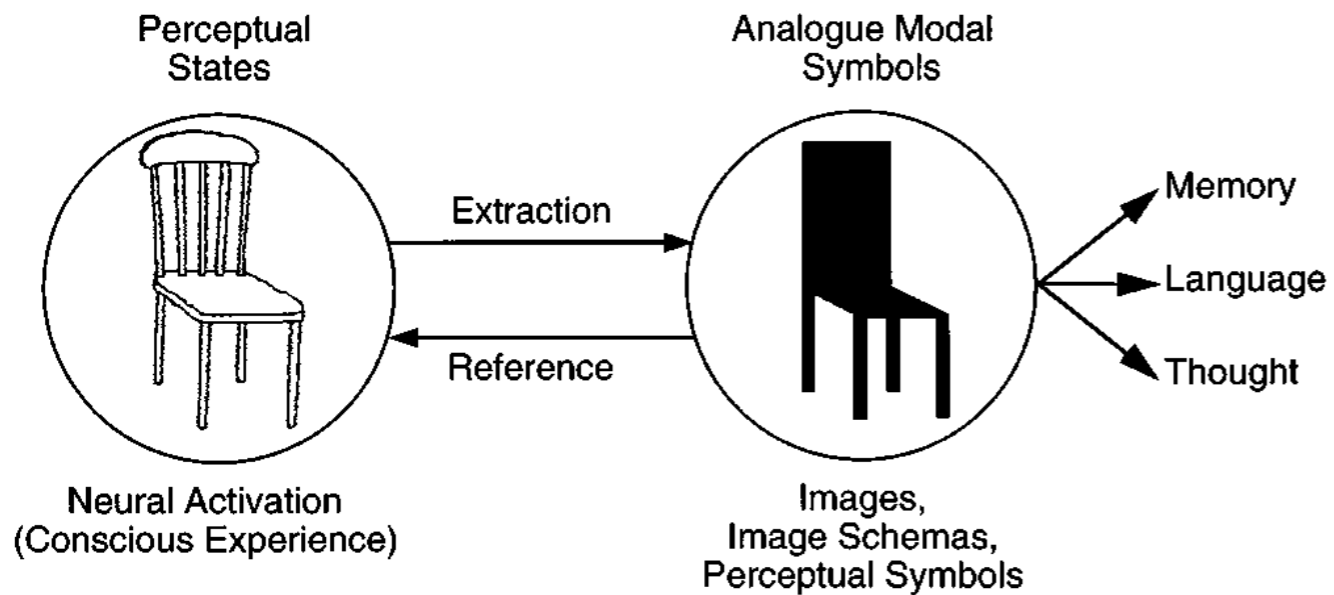 Perceptual
States
Analogue Modal
Symbols
Extraction
Reference
Memory
Language
Thought
Neural Activation
(Conscious Experience)
Images,
Image Schemas,
Perceptual Symbols